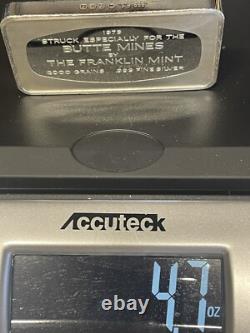 1973
STRUCK ESPECIALLY FOR THE
BUTTE MINES
BY
THE FRANKLIN MINT
2000 GRAINS .999 FINE SILVER
Accuteck
4.7
OZ
ebay